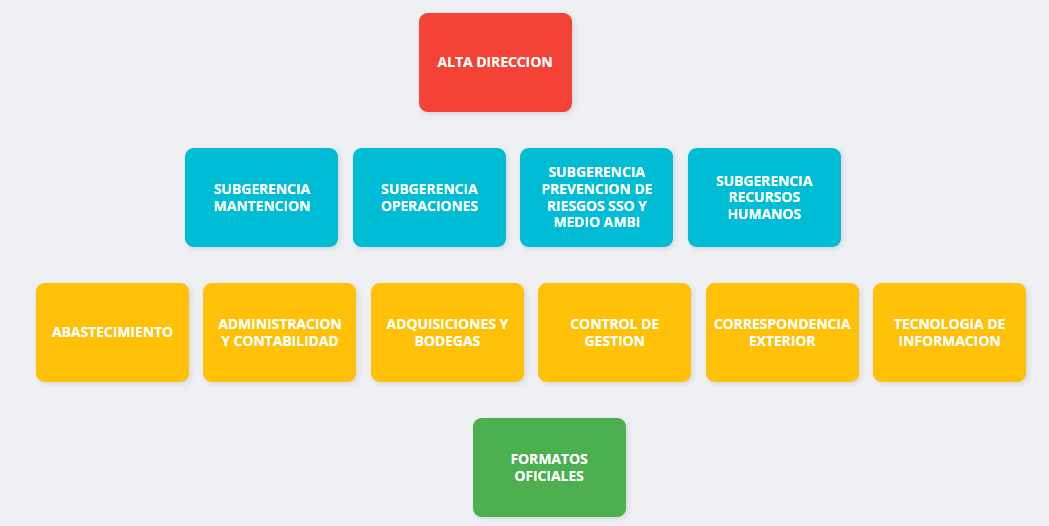 ALTA DIRECCION
SUBGERENCIA
MANTENCION
SUBGERENCIA
OPERACIONES
SUBGERENCIA
PREVENCION DE
RIESGOS SSO Y
MEDIO AMBI
SUBGERENCIA
RECURSOS
HUMANOS
ABASTECIMIENTO
ADMINISTRACION
Y CONTABILIDAD
ADQUISICIONES Y
BODEGAS
CONTROL DE
GESTION
CORRESPONDENCIA
EXTERIOR
TECNOLOGIA DE
INFORMACION
FORMATOS
OFICIALES